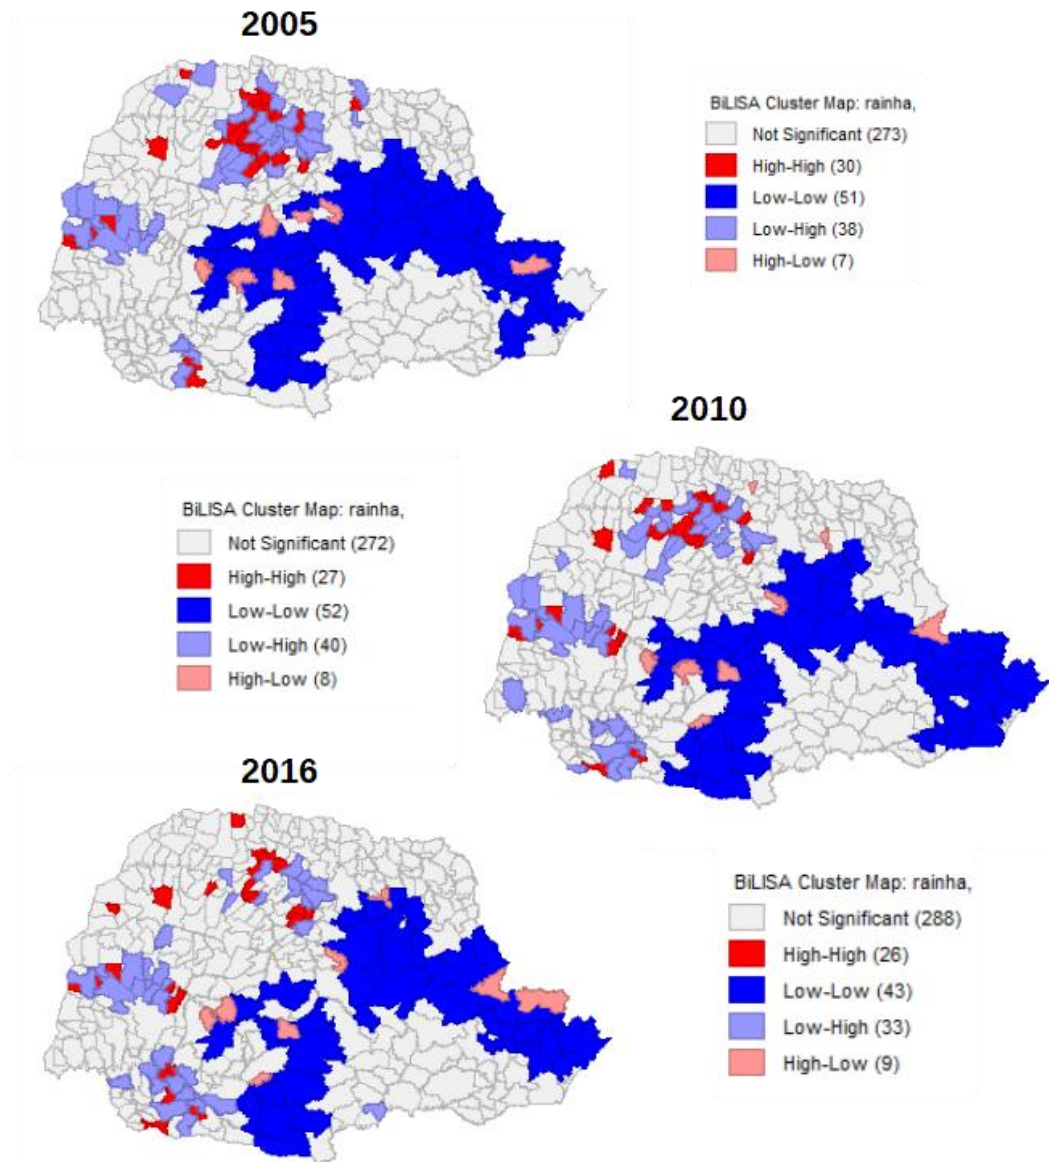 2005
BiLISA Cluster Map: rainha,
Not Significant (273)
High-High (30)
Low-Low (51)
Low-High (38)
High-Low (7)
2010
BiLISA Cluster Map: rainha,
Not Significant (272)
High-High (27)
Low-Low (52)
Low-High (40)
High-Low (8)
2016
BiLISA Cluster Map: rainha,
Not Significant (288)
High-High (26)
Low-Low (43)
Low-High (33)
High-Low (9)